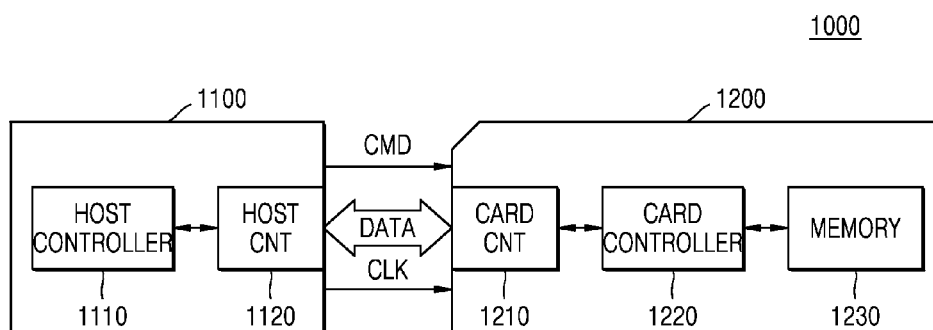 1000
1100
1200
CMD
HOST
CONTROLLER
HOST
CNT
DATA
CARD
CNT
CARD
CONTROLLER
MEMORY
CLK
1110
1120
1210
1220
1230